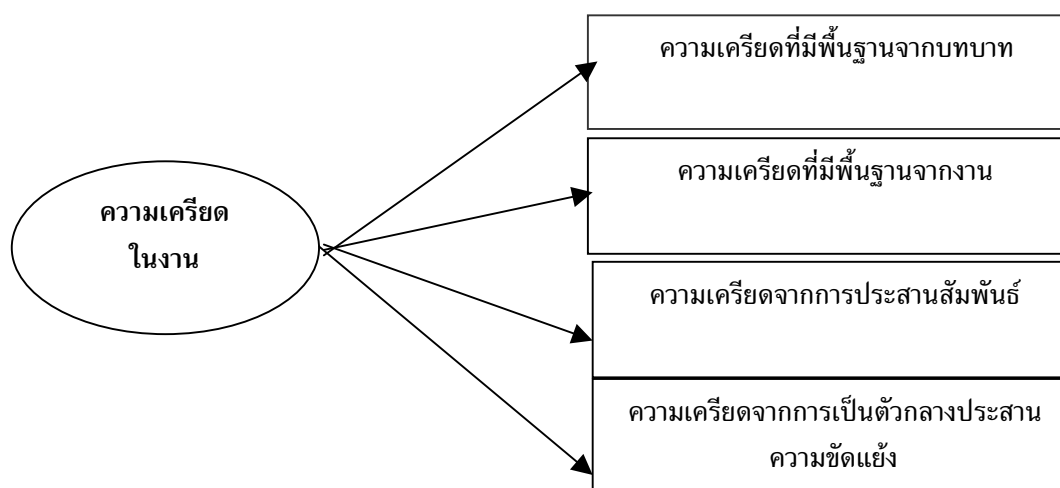 ความเครียดที่มีพื้นฐานจากบทบาท
ความเครียดที่มีพื้นฐานจากงาน
ความเครียด
ในงาน
ความเครียดจากการประสานสัมพันธ์
ความเครียดจากการเป็นตัวกลางประสาน
ความขัดแย้ง